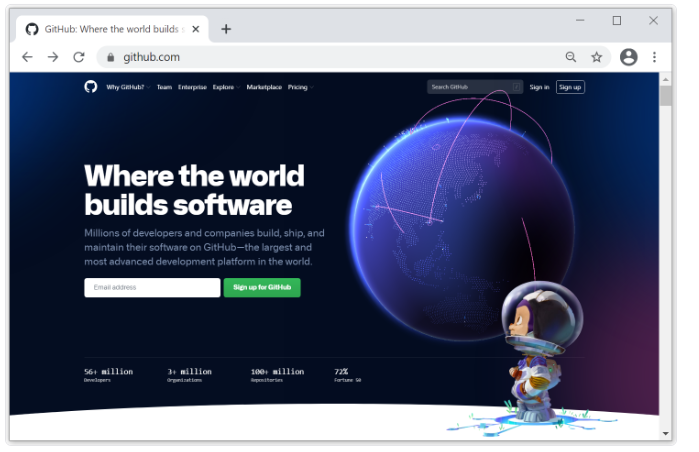 GitHub: Where the world builds s
github.com
Why GitHub? Team Enterprise Explore Marketplace Pricing Search GitHub / Sign in Sign up
Where the world
builds software
Millions of developers and companies build, ship, and
maintain their software on GitHub—the largest and
most advanced development platform in the world.
Email address Sign up for GitHub
56+ million 3+ million 100+ million 72%
Developers Organizations Repositories Fortune 50